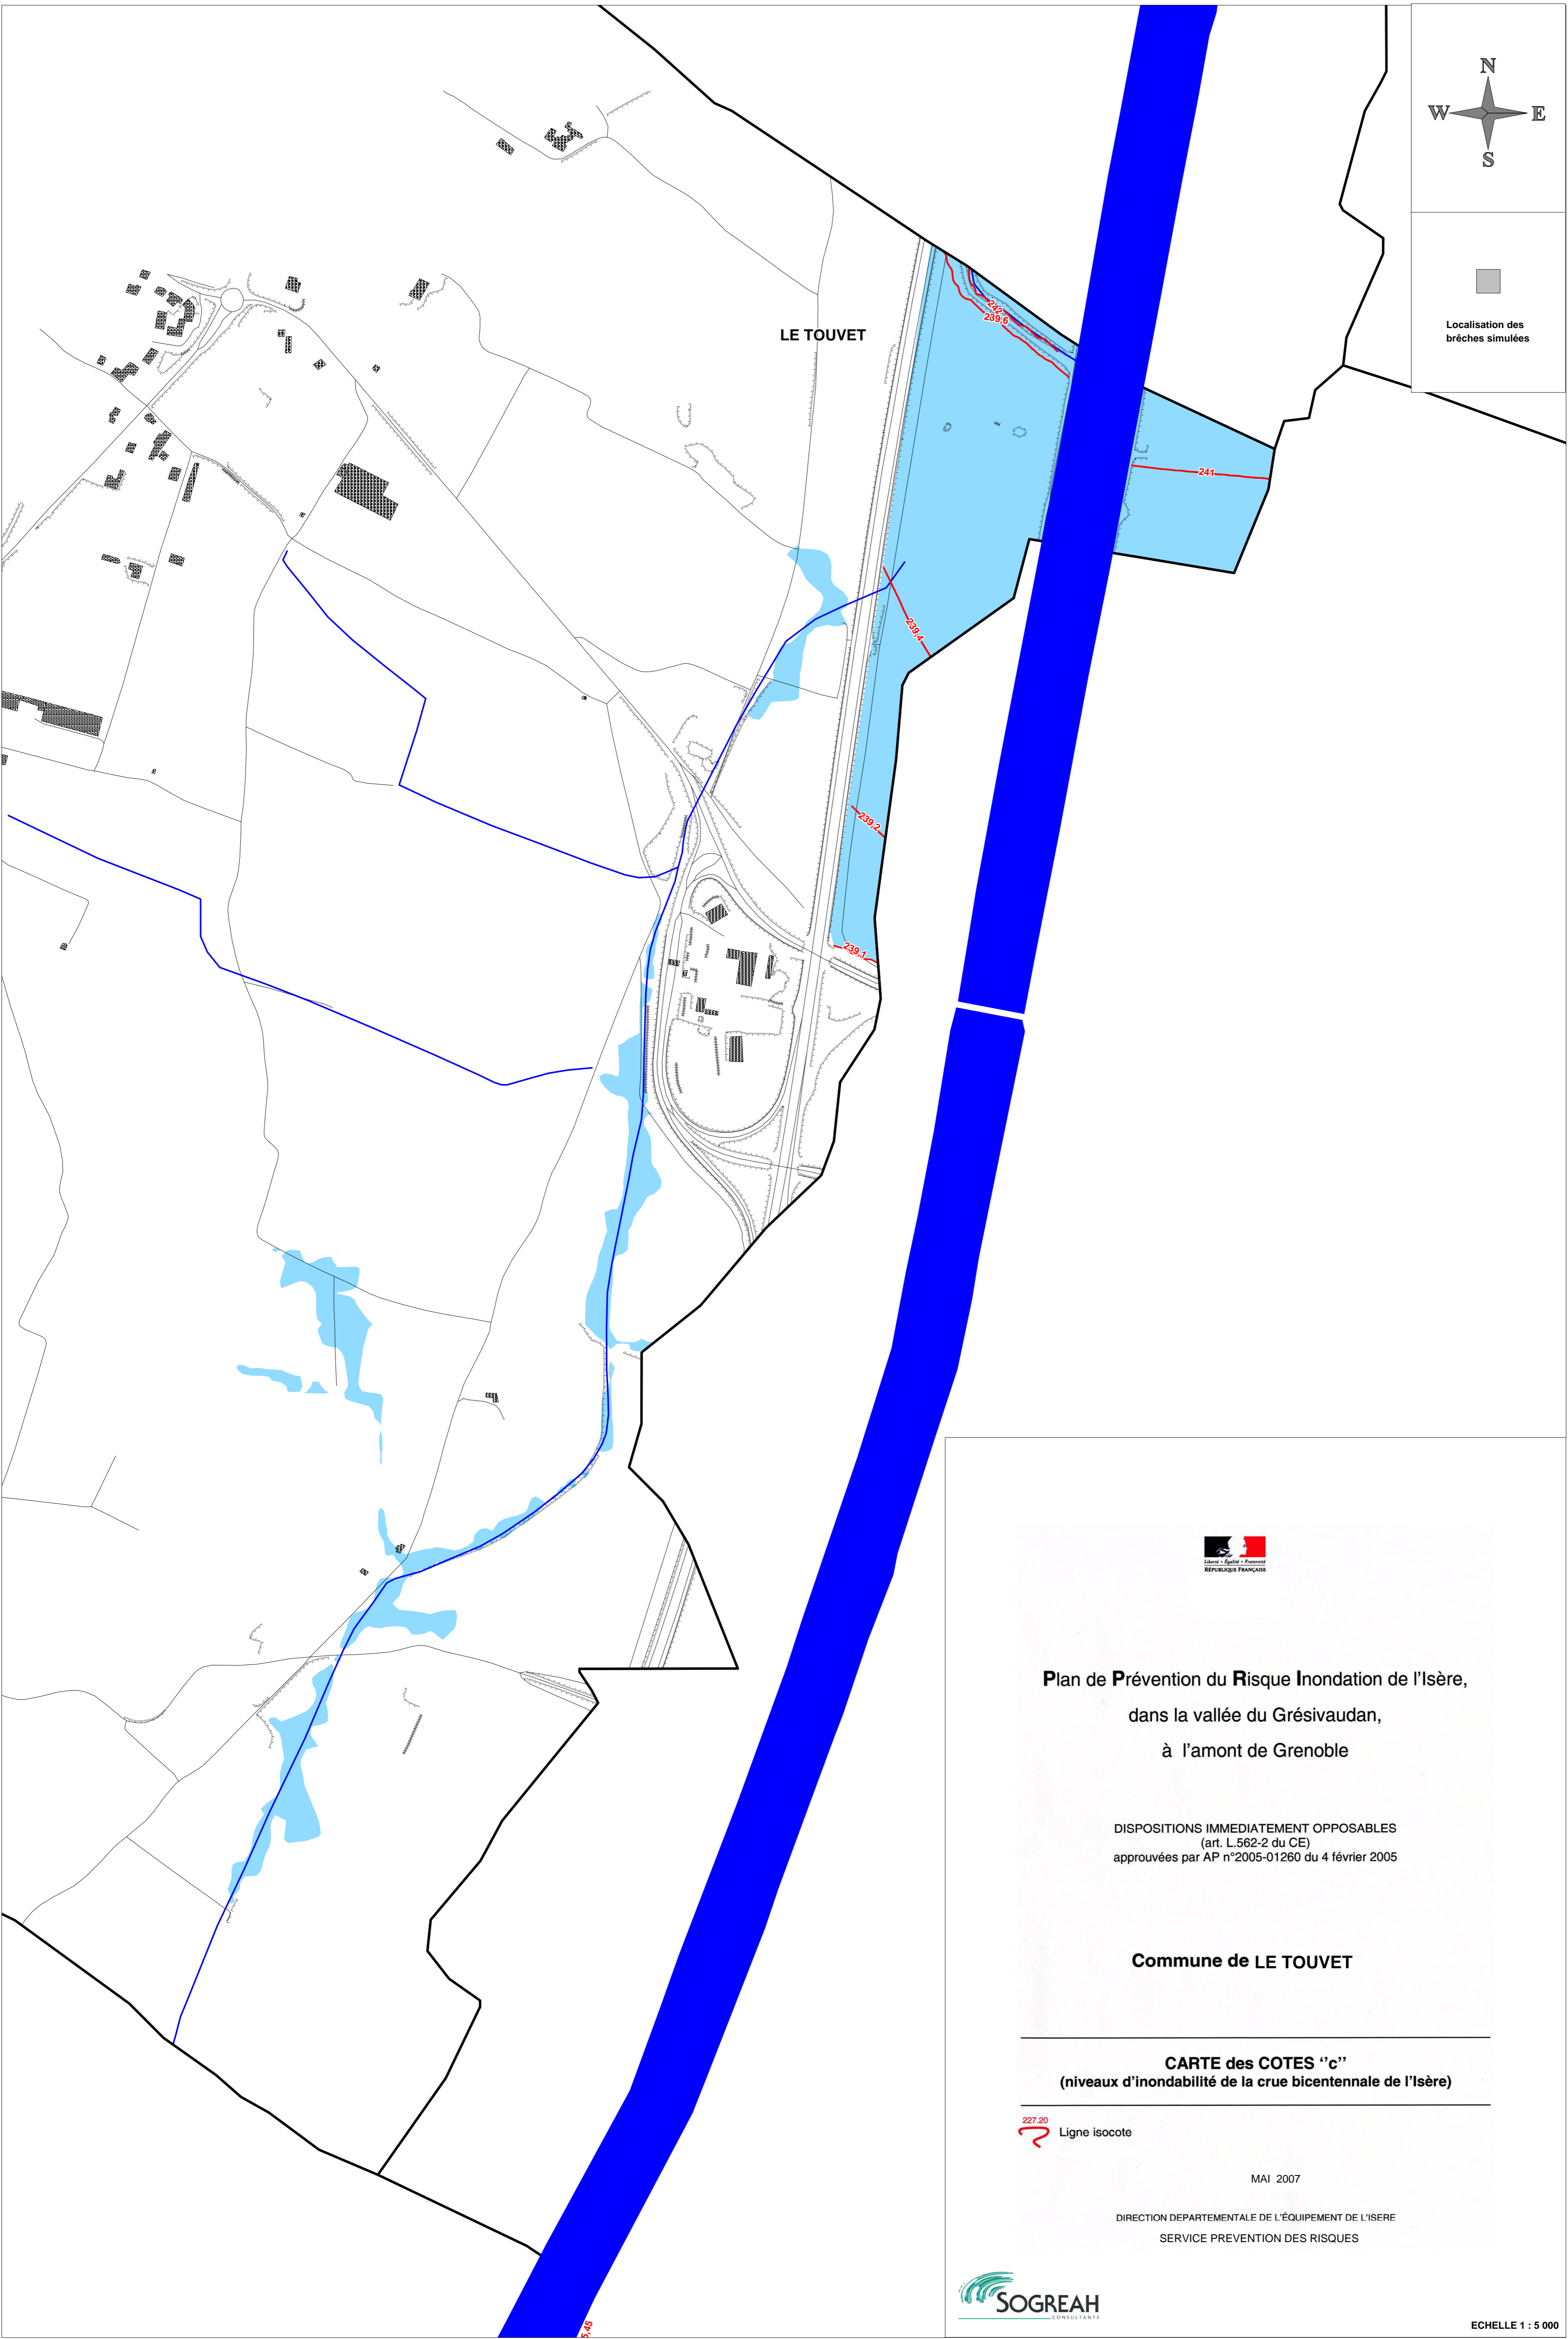 N
W
E
S
Localisation des
brêches simulées
LE TOUVET
242
239,6
241
239,4
239,2
239,1
5,45
Liberté • Égalité • Fraternité
RÉPUBLIQUE FRANÇAISE
Plan de Prévention du Risque Inondation de l'Isère,
dans la vallée du Grésivaudan,
à l'amont de Grenoble
DISPOSITIONS IMMEDIATEMENT OPPOSABLES
(art. L.562-2 du CE)
approuvées par AP n°2005-01260 du 4 février 2005
Commune de LE TOUVET
CARTE des COTES ‘’c’’
(niveaux d'inondabilité de la crue bicentennale de l'Isère)
227.20
Ligne isocote
MAI 2007
DIRECTION DEPARTEMENTALE DE L'ÉQUIPEMENT DE L'ISERE
SERVICE PREVENTION DES RISQUES
SOGREAH
CONSULTANTS
ECHELLE 1 : 5 000